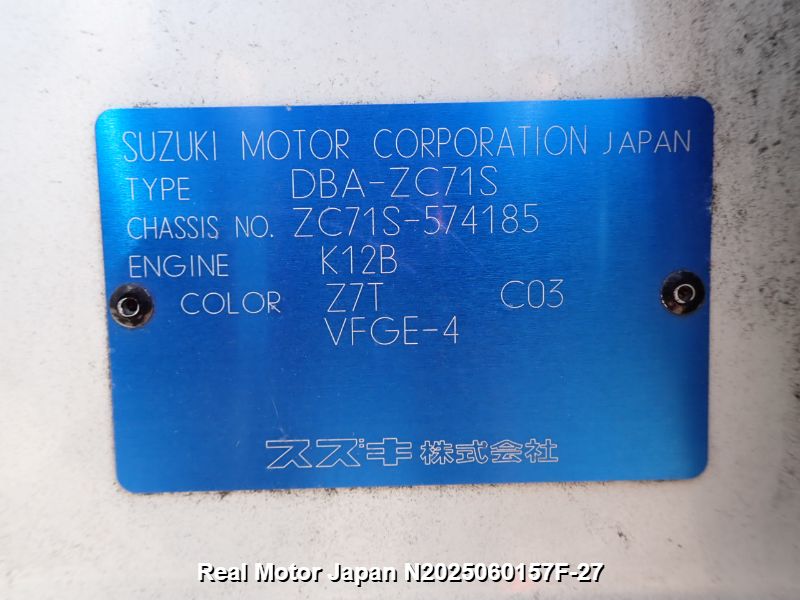 SUZUKI MOTOR CORPORATION JAPAN
TYPE DBA-ZC71S
CHASSIS NO. ZC71S-574185
ENGINE K12B
COLOR Z7T C03
VFGE-4
スズキ株式会社
Real Motor Japan N2025060157F-27